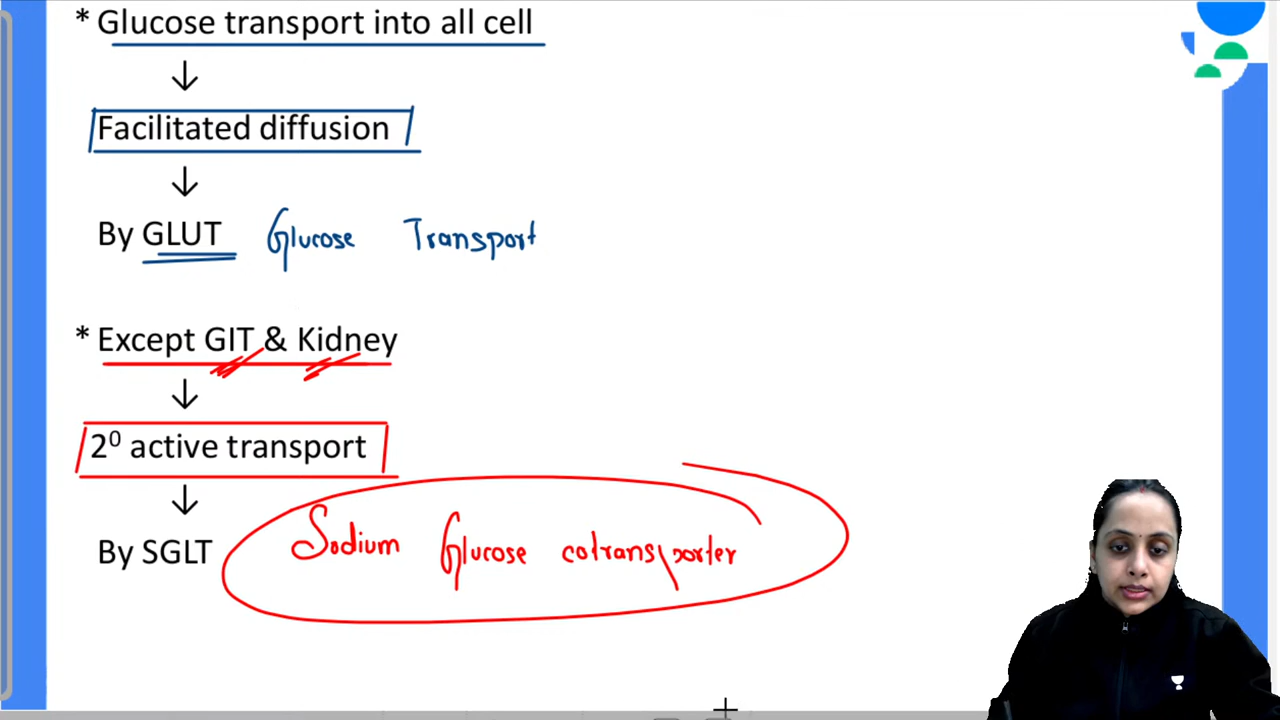 * Glucose transport into all cell
↓
Facilitated diffusion
↓
By GLUT Glucose Transport
* Except GIT & Kidney
↓
2⁰ active transport
↓
By SGLT Sodium Glucose cotransporter